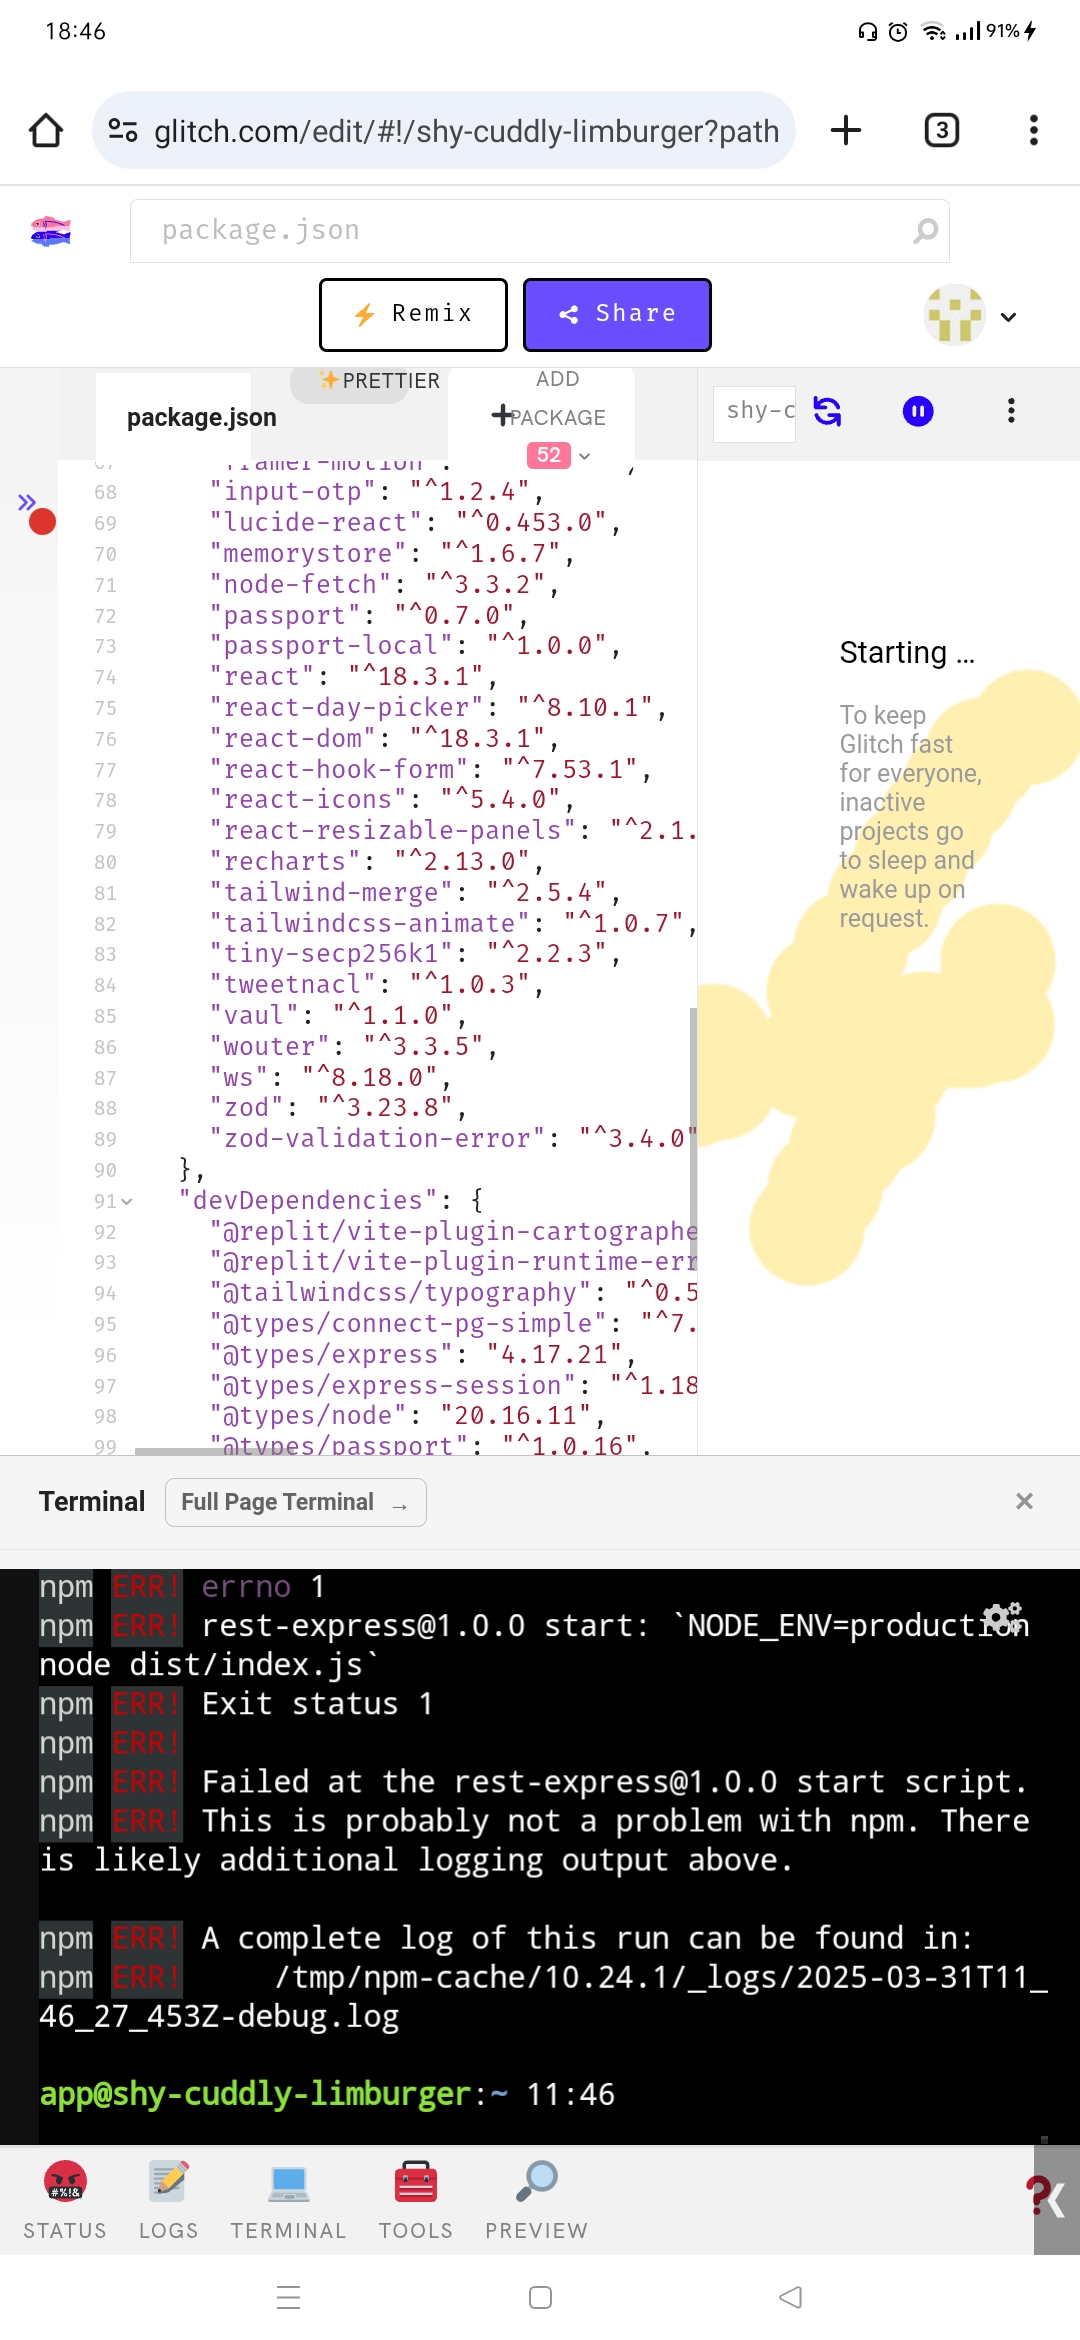 18:46
91%
glitch.com/edit/#!/shy-cuddly-limburger?path
3
package.json
Remix
Share
PRETTIER
ADD
PACKAGE
52
package.json
shy-c
67 "framer-motion":
68 "input-otp": "^1.2.4",
69 "lucide-react": "^0.453.0",
70 "memorystore": "^1.6.7",
71 "node-fetch": "^3.3.2",
72 "passport": "^0.7.0",
73 "passport-local": "^1.0.0",
74 "react": "^18.3.1",
75 "react-day-picker": "^8.10.1",
76 "react-dom": "^18.3.1",
77 "react-hook-form": "^7.53.1",
78 "react-icons": "^5.4.0",
79 "react-resizable-panels": "^2.1.
80 "recharts": "^2.13.0",
81 "tailwind-merge": "^2.5.4",
82 "tailwindcss-animate": "^1.0.7",
83 "tiny-secp256k1": "^2.2.3",
84 "tweetnacl": "^1.0.3",
85 "vaul": "^1.1.0",
86 "wouter": "^3.3.5",
87 "ws": "^8.18.0",
88 "zod": "^3.23.8",
89 "zod-validation-error": "^3.4.0"
90 },
91 "devDependencies": {
92 "@replit/vite-plugin-cartographe
93 "@replit/vite-plugin-runtime-err
94 "@tailwindcss/typography": "^0.5
95 "@types/connect-pg-simple": "^7.
96 "@types/express": "4.17.21",
97 "@types/express-session": "^1.18
98 "@types/node": "20.16.11",
99 "@types/passport": "^1.0.16",
Starting ...
To keep
Glitch fast
for everyone,
inactive
projects go
to sleep and
wake up on
request.
Terminal
Full Page Terminal →
npm ERR! errno 1
npm ERR! rest-express@1.0.0 start: `NODE_ENV=production
node dist/index.js`
npm ERR! Exit status 1
npm ERR!
npm ERR! Failed at the rest-express@1.0.0 start script.
npm ERR! This is probably not a problem with npm. There
is likely additional logging output above.
npm ERR! A complete log of this run can be found in:
npm ERR!     /tmp/npm-cache/10.24.1/_logs/2025-03-31T11_
46_27_453Z-debug.log
app@shy-cuddly-limburger:~ 11:46
#%!&
STATUS
LOGS
TERMINAL
TOOLS
PREVIEW